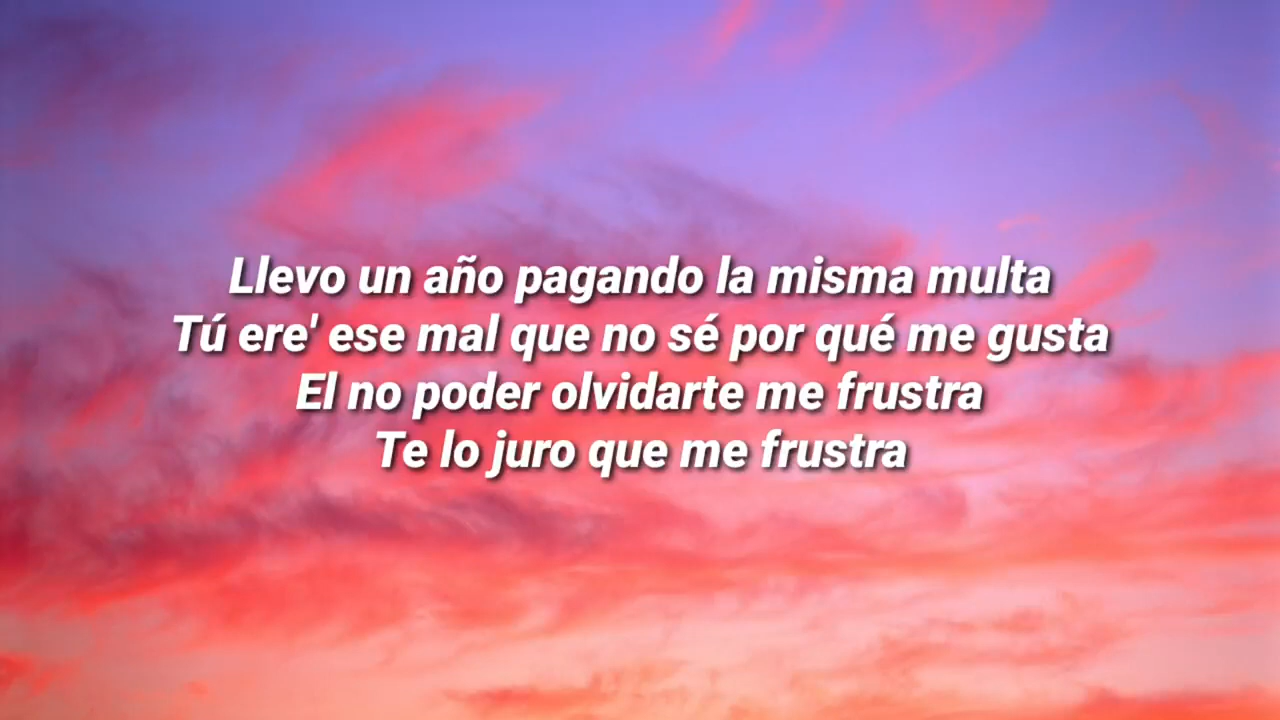 Llevo un año pagando la misma multa
Tú ere' ese mal que no sé por qué me gusta
El no poder olvidarte me frustra
Te lo juro que me frustra